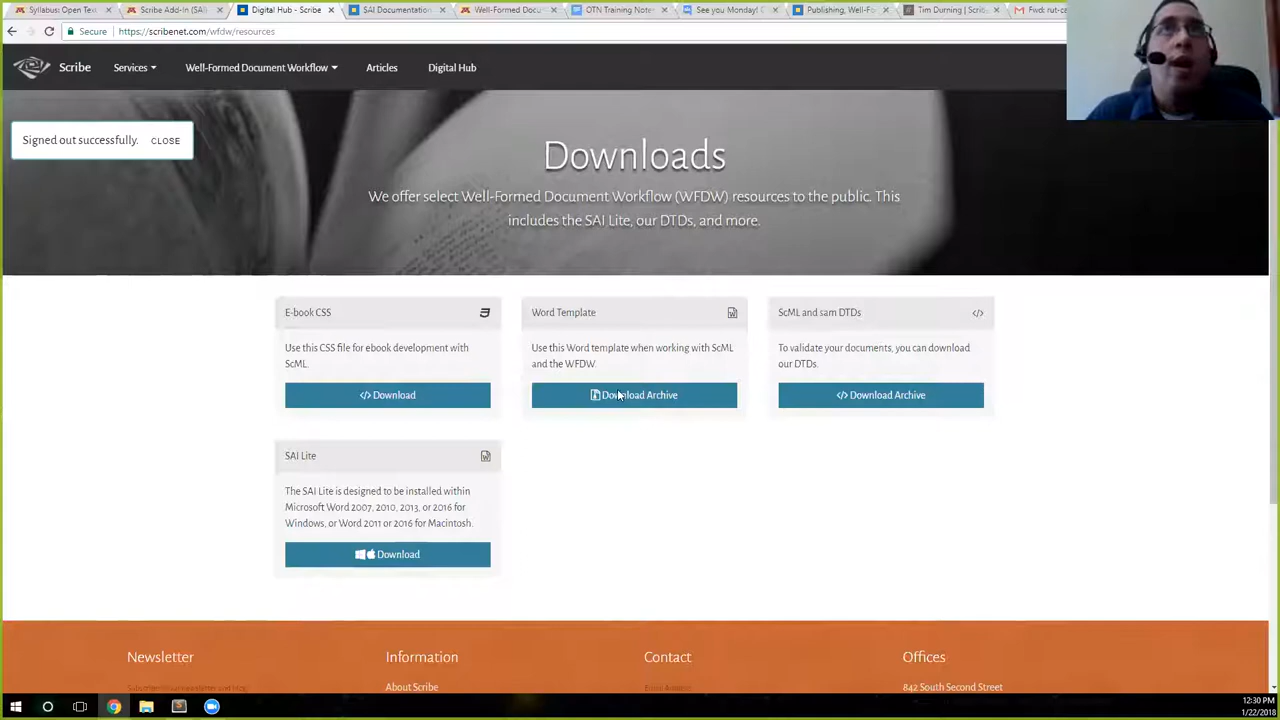 Syllabus: Open Text
Scribe Add-In (SAI)
Digital Hub - Scribe
SAI Documentation
Well-Formed Docu
OTN Training Notes
See you Monday!
Publishing, Well-Fo
Tim Durning | Scrib
Fwd: rut-ca
Secure
https://scribenet.com/wfdw/resources
Scribe
Services
Well-Formed Document Workflow
Articles
Digital Hub
Signed out successfully. CLOSE
Downloads
We offer select Well-Formed Document Workflow (WFDW) resources to the public. This
includes the SAI Lite, our DTDs, and more.
E-book CSS
Use this CSS file for ebook development with
ScML.
</> Download
Word Template
Use this Word template when working with ScML
and the WFDW.
Download Archive
ScML and sam DTDs </>
To validate your documents, you can download
our DTDs.
</> Download Archive
SAI Lite
The SAI Lite is designed to be installed within
Microsoft Word 2007, 2010, 2013, or 2016 for
Windows, or Word 2011 or 2016 for Macintosh.
Download
Newsletter
Information
About Scribe
Contact
Email Address
Offices
842 South Second Street
12:30 PM
1/22/2018